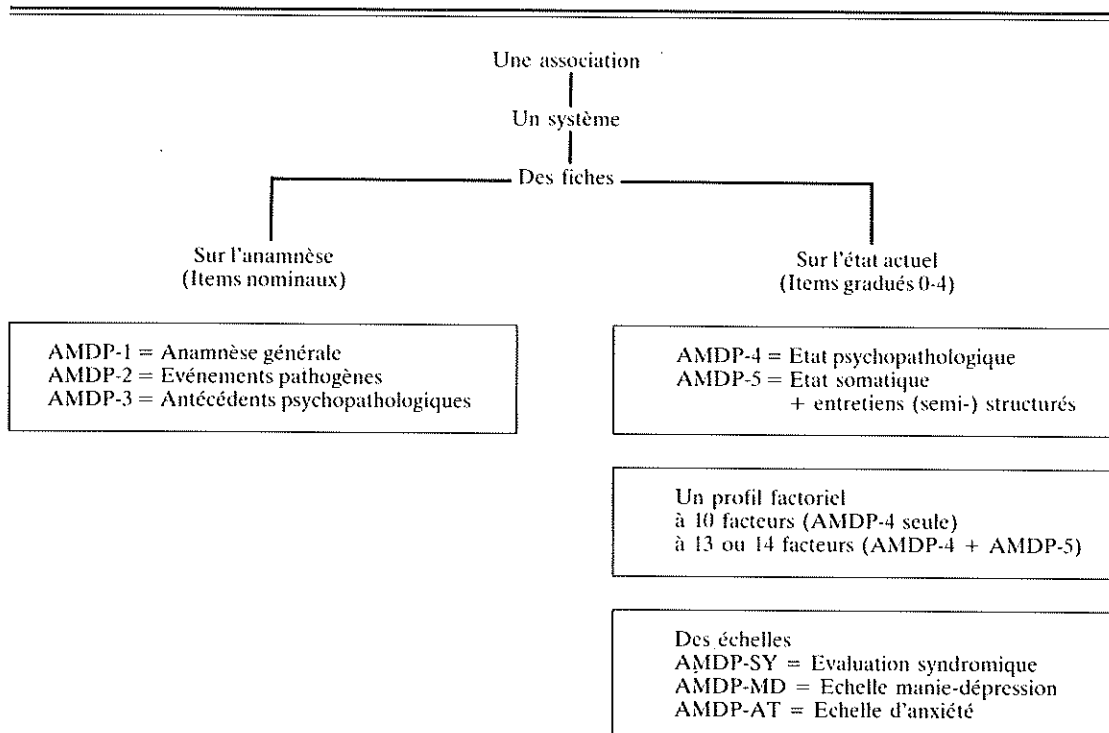 Une association
Un système
Des fiches
Sur l'anamnèse
(Items nominaux)
AMDP-1 = Anamnèse générale
AMDP-2 = Evénements pathogènes
AMDP-3 = Antécédents psychopathologiques
Sur l'état actuel
(Items gradués 0-4)
AMDP-4 = Etat psychopathologique
AMDP-5 = Etat somatique
+ entretiens (semi-) structurés
Un profil factoriel
à 10 facteurs (AMDP-4 seule)
à 13 ou 14 facteurs (AMDP-4 + AMDP-5)
Des échelles
AMDP-SY = Evaluation syndromique
AMDP-MD = Echelle manie-dépression
AMDP-AT = Echelle d'anxiété